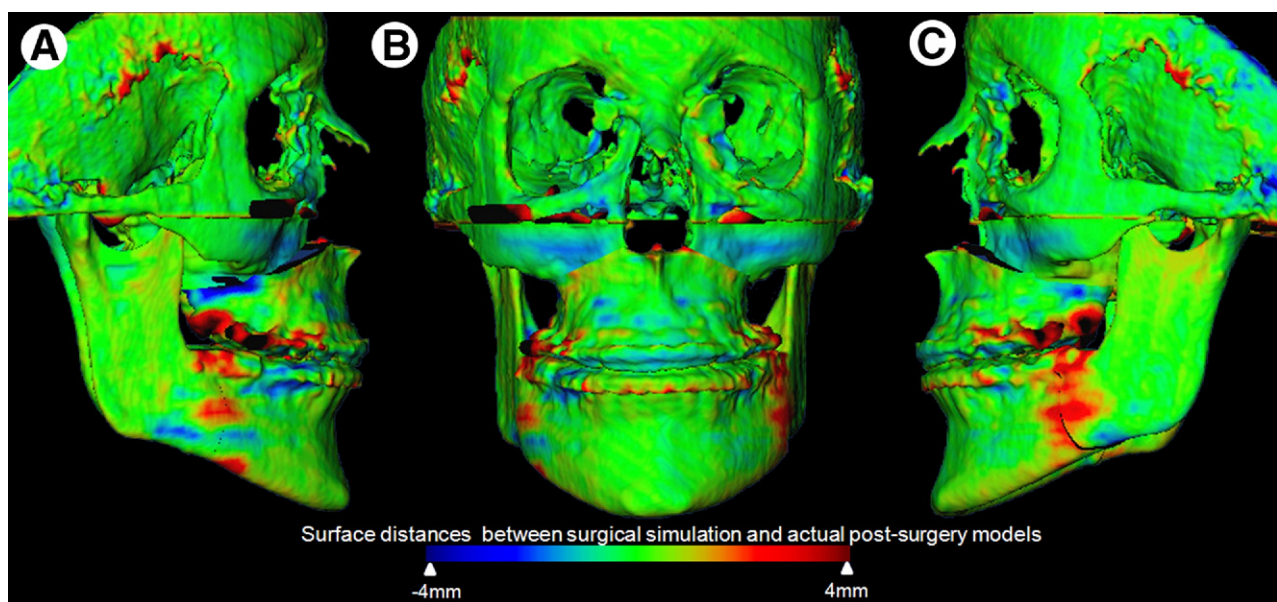 A
B
C
Surface distances between surgical simulation and actual post-surgery models
-4mm
4mm